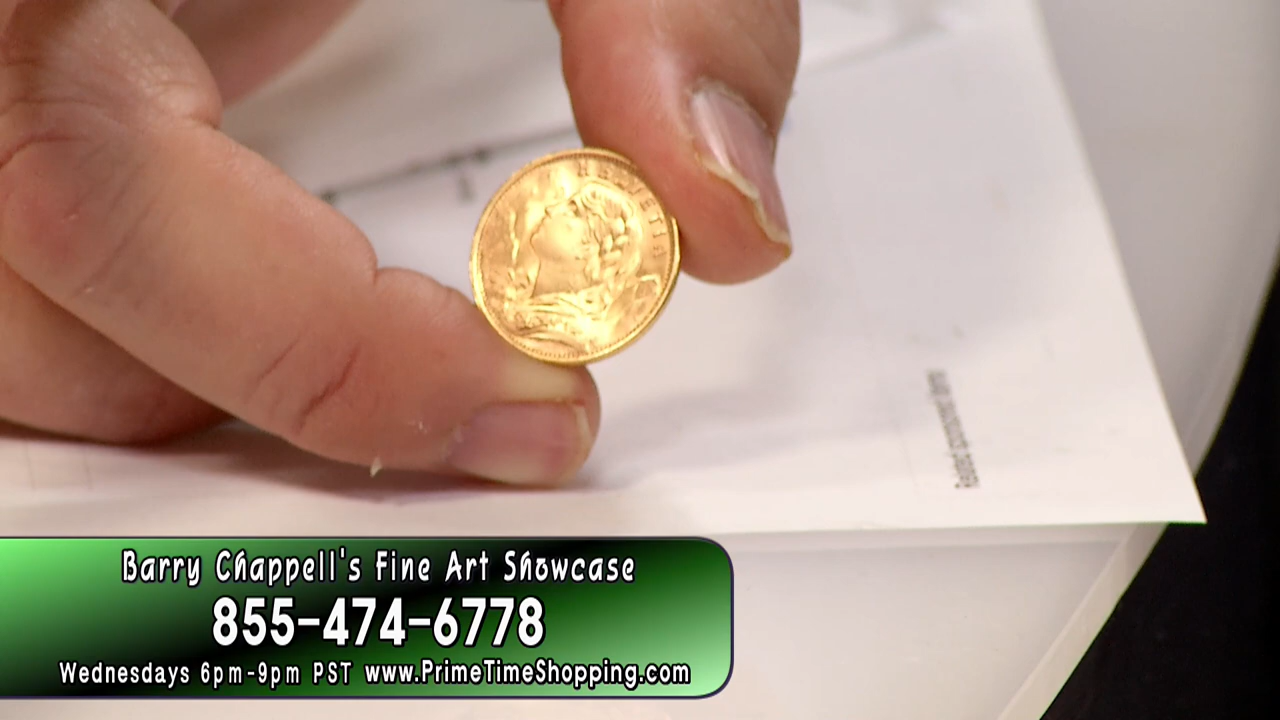 HELVETIA
Barry Chappell's Fine Art Showcase
855-474-6778
Wednesdays 6pm-9pm PST www.PrimeTimeShopping.com